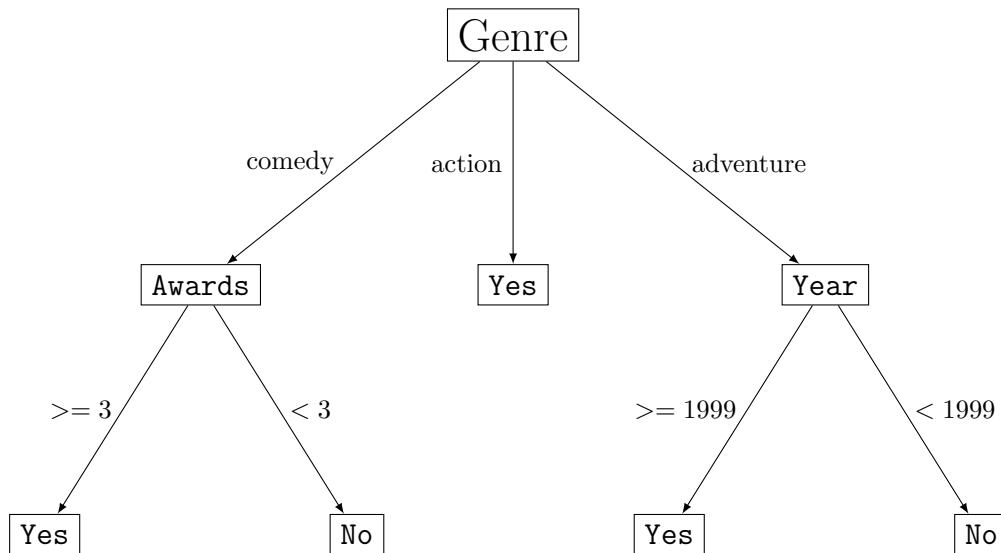 Genre
comedy
action
adventure
Awards
Yes
Year
>= 3
< 3
>= 1999
< 1999
Yes
No
Yes
No